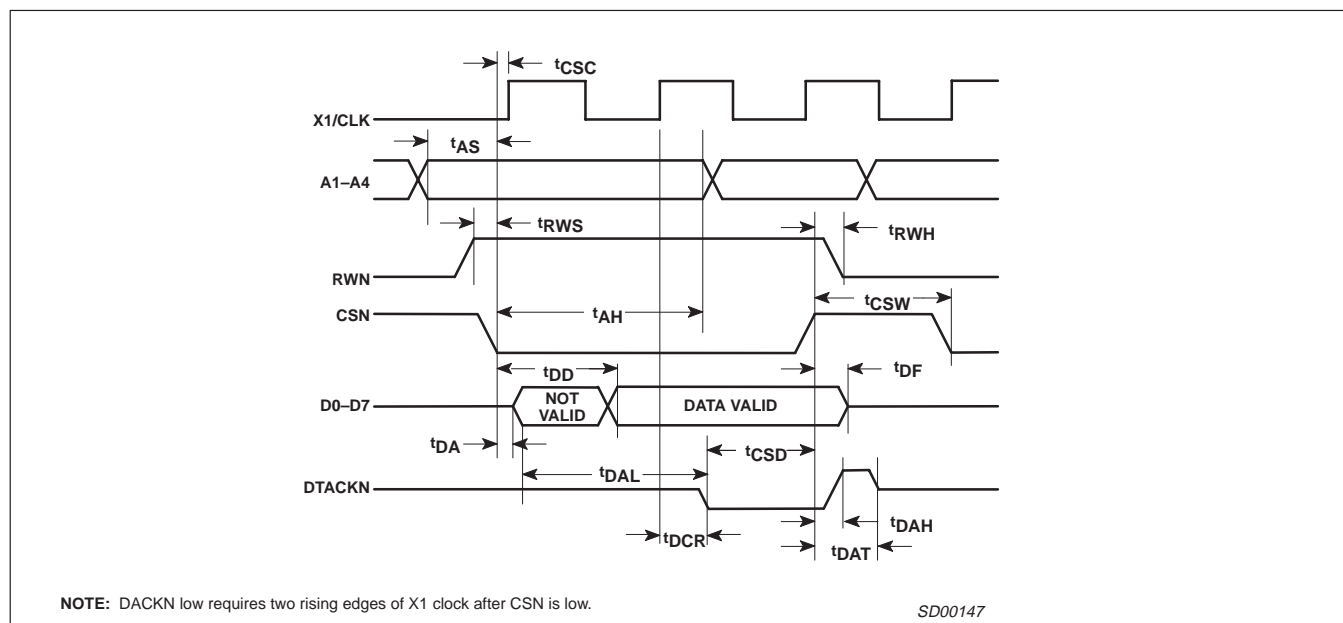 tCSC
X1/CLK
tAS
A1–A4
tRWS
tRWH
RWN
tCSW
CSN
tAH
tDD
tDF
D0–D7
NOT
VALID
DATA VALID
tDA
tCSD
tDAL
DTACKN
tDAH
tDCR
tDAT
NOTE: DACKN low requires two rising edges of X1 clock after CSN is low.
SD00147